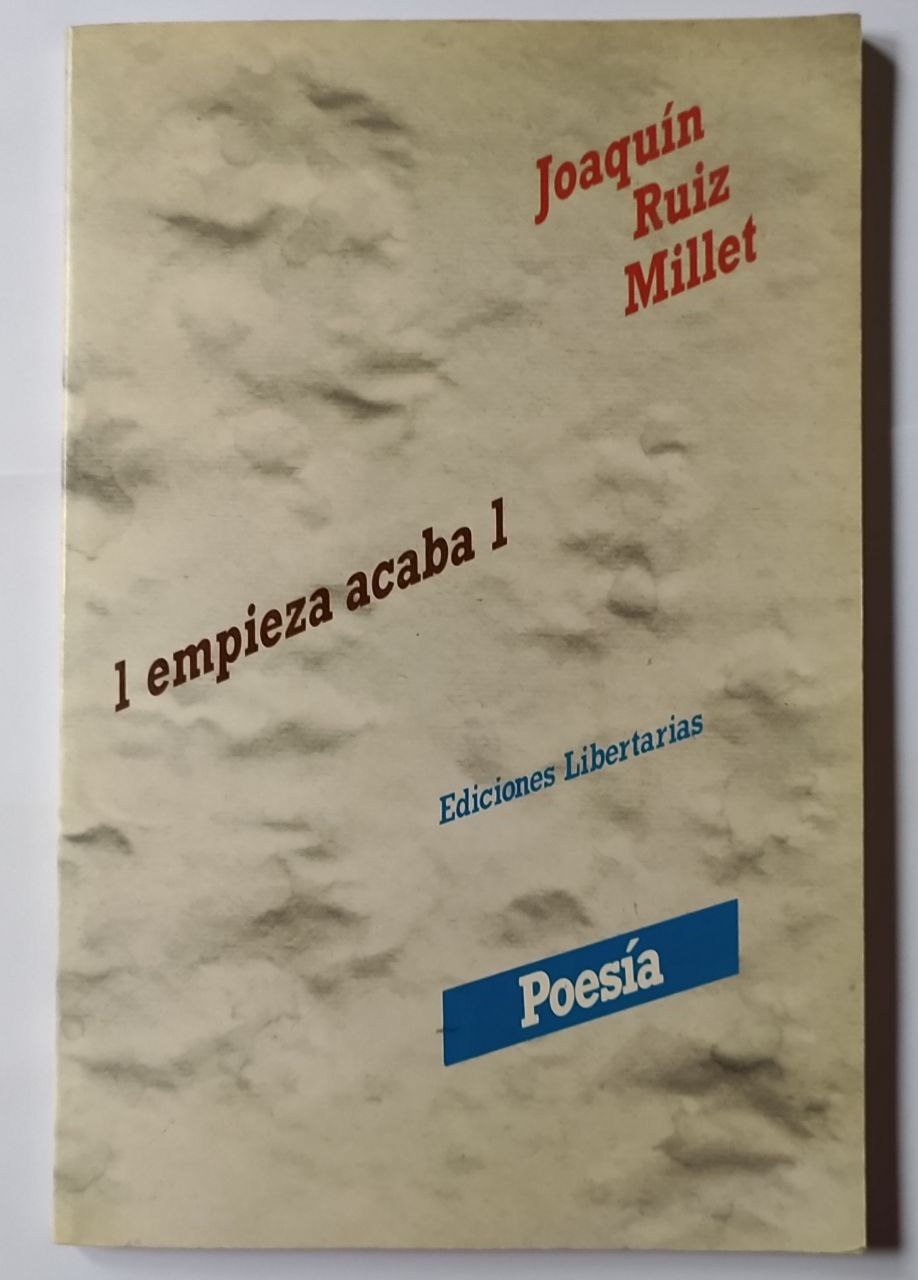 Joaquín
Ruiz
Millet
1 empieza acaba 1
Ediciones Libertarias
Poesía